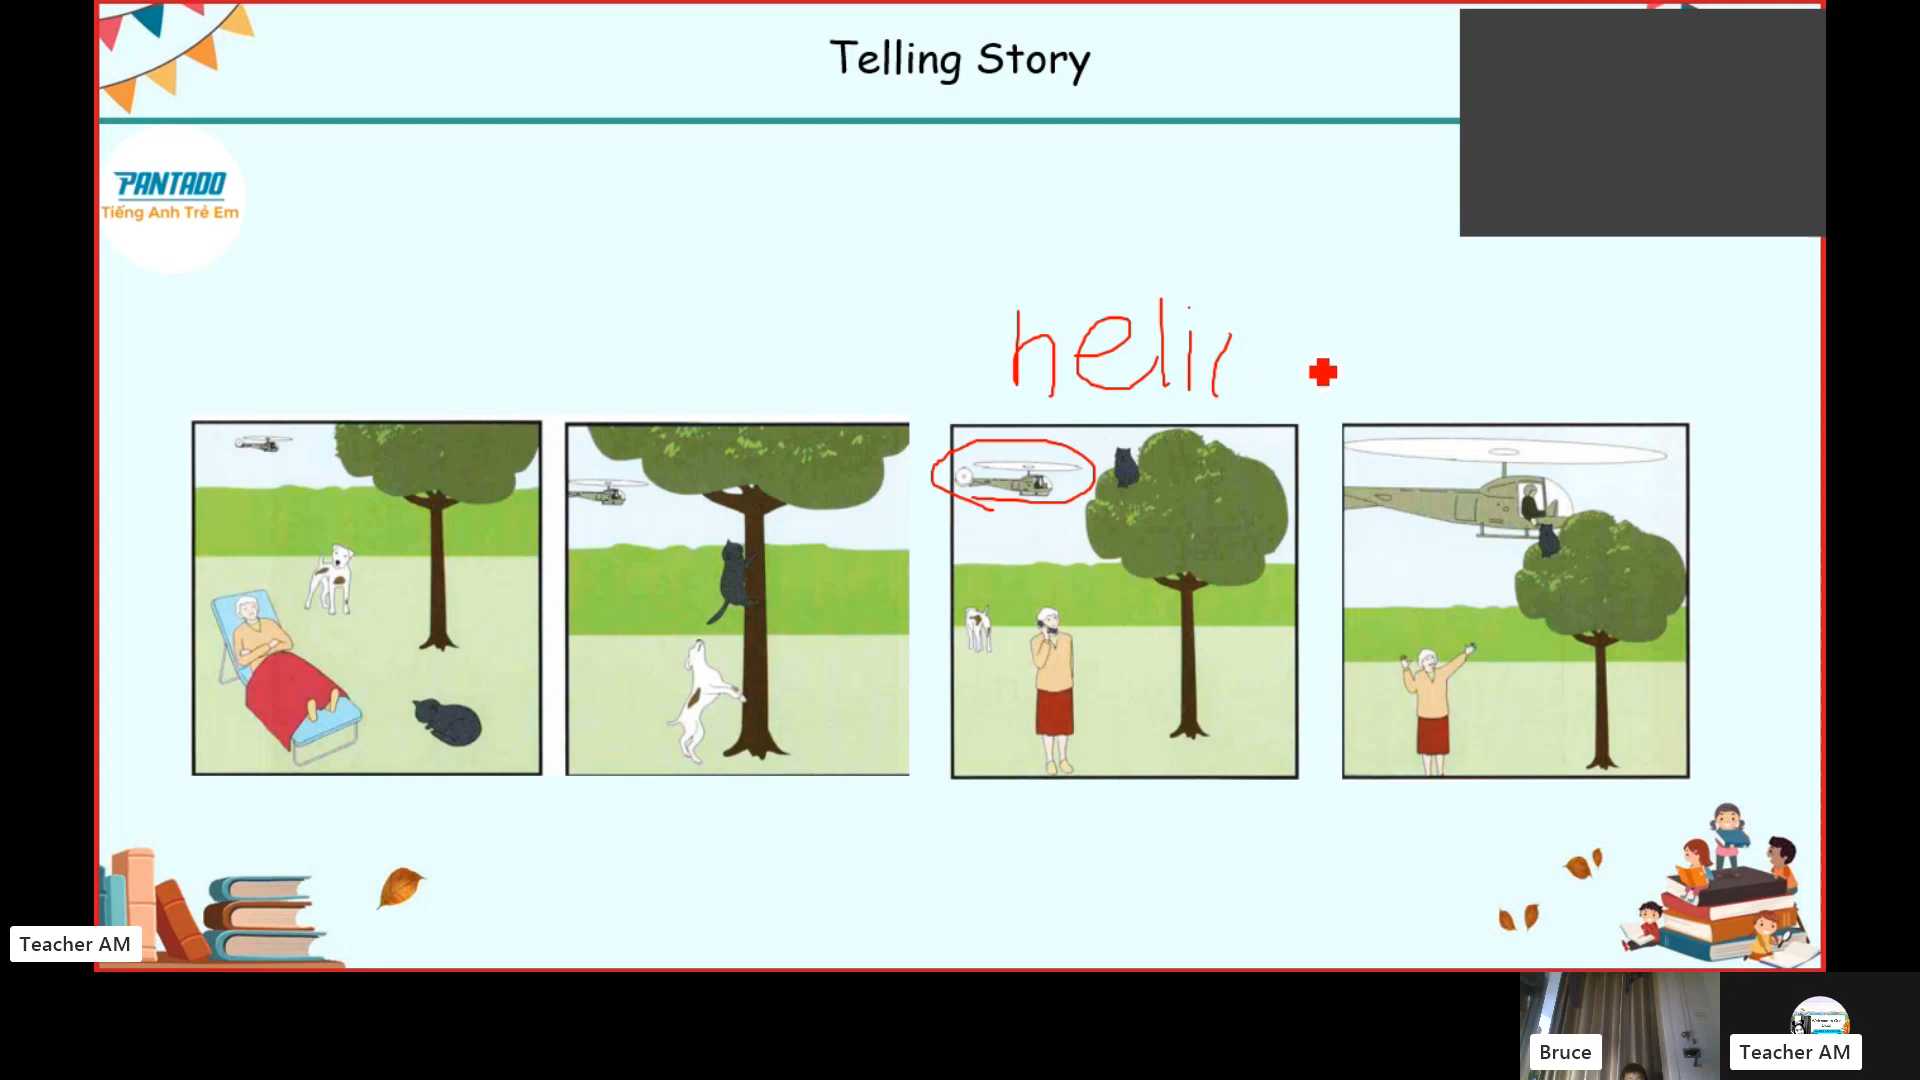 Telling Story
PANTADO
Tiếng Anh Trẻ Em
heli
Teacher AM
Bruce
Teacher AM